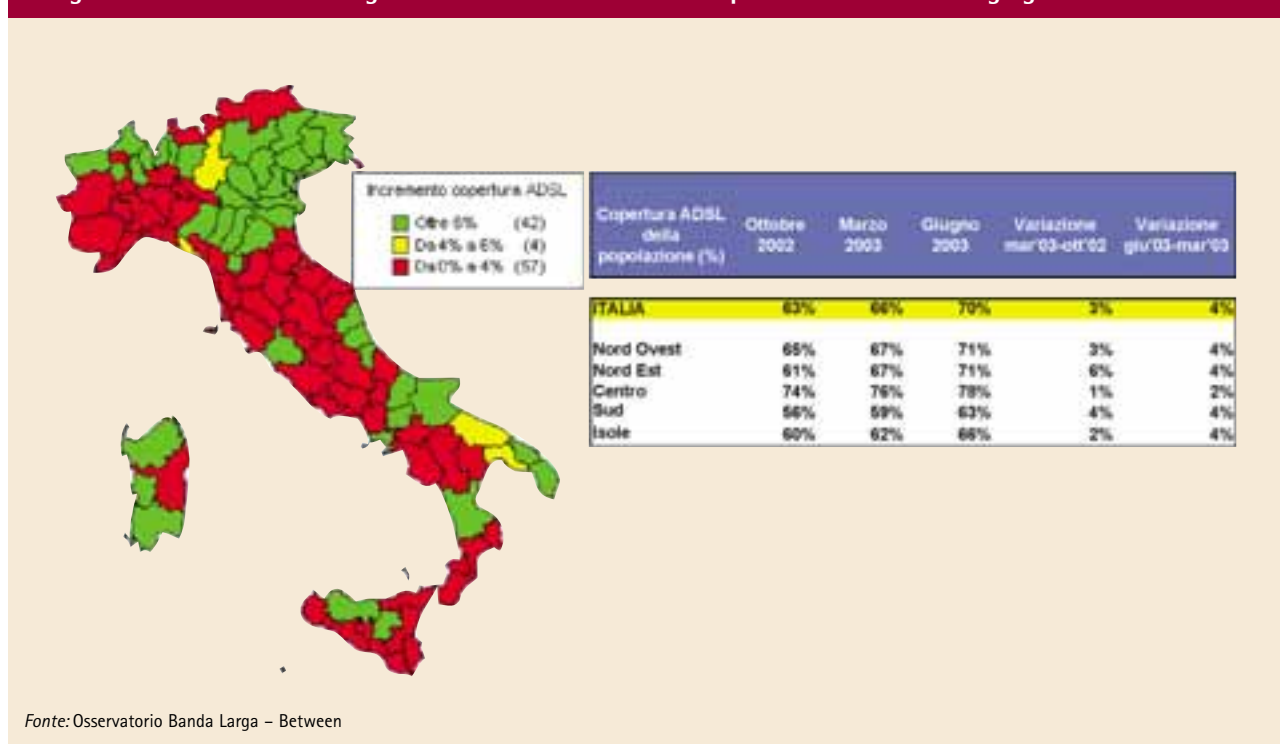 Incremento copertura ADSL
Oltre 6% (42)
Da 4% a 6% (4)
Da 0% a 4% (57)
Copertura ADSL della popolazione (%) Ottobre 2002 Marzo 2003 Giugno 2003 Variazione mar'03-ott'02 Variazione giu'03-mar'03
ITALIA 63% 66% 70% 3% 4%
Nord Ovest 65% 67% 71% 3% 4%
Nord Est 61% 67% 71% 6% 4%
Centro 74% 76% 78% 1% 2%
Sud 56% 59% 63% 4% 4%
Isole 60% 62% 66% 2% 4%
Fonte: Osservatorio Banda Larga – Between